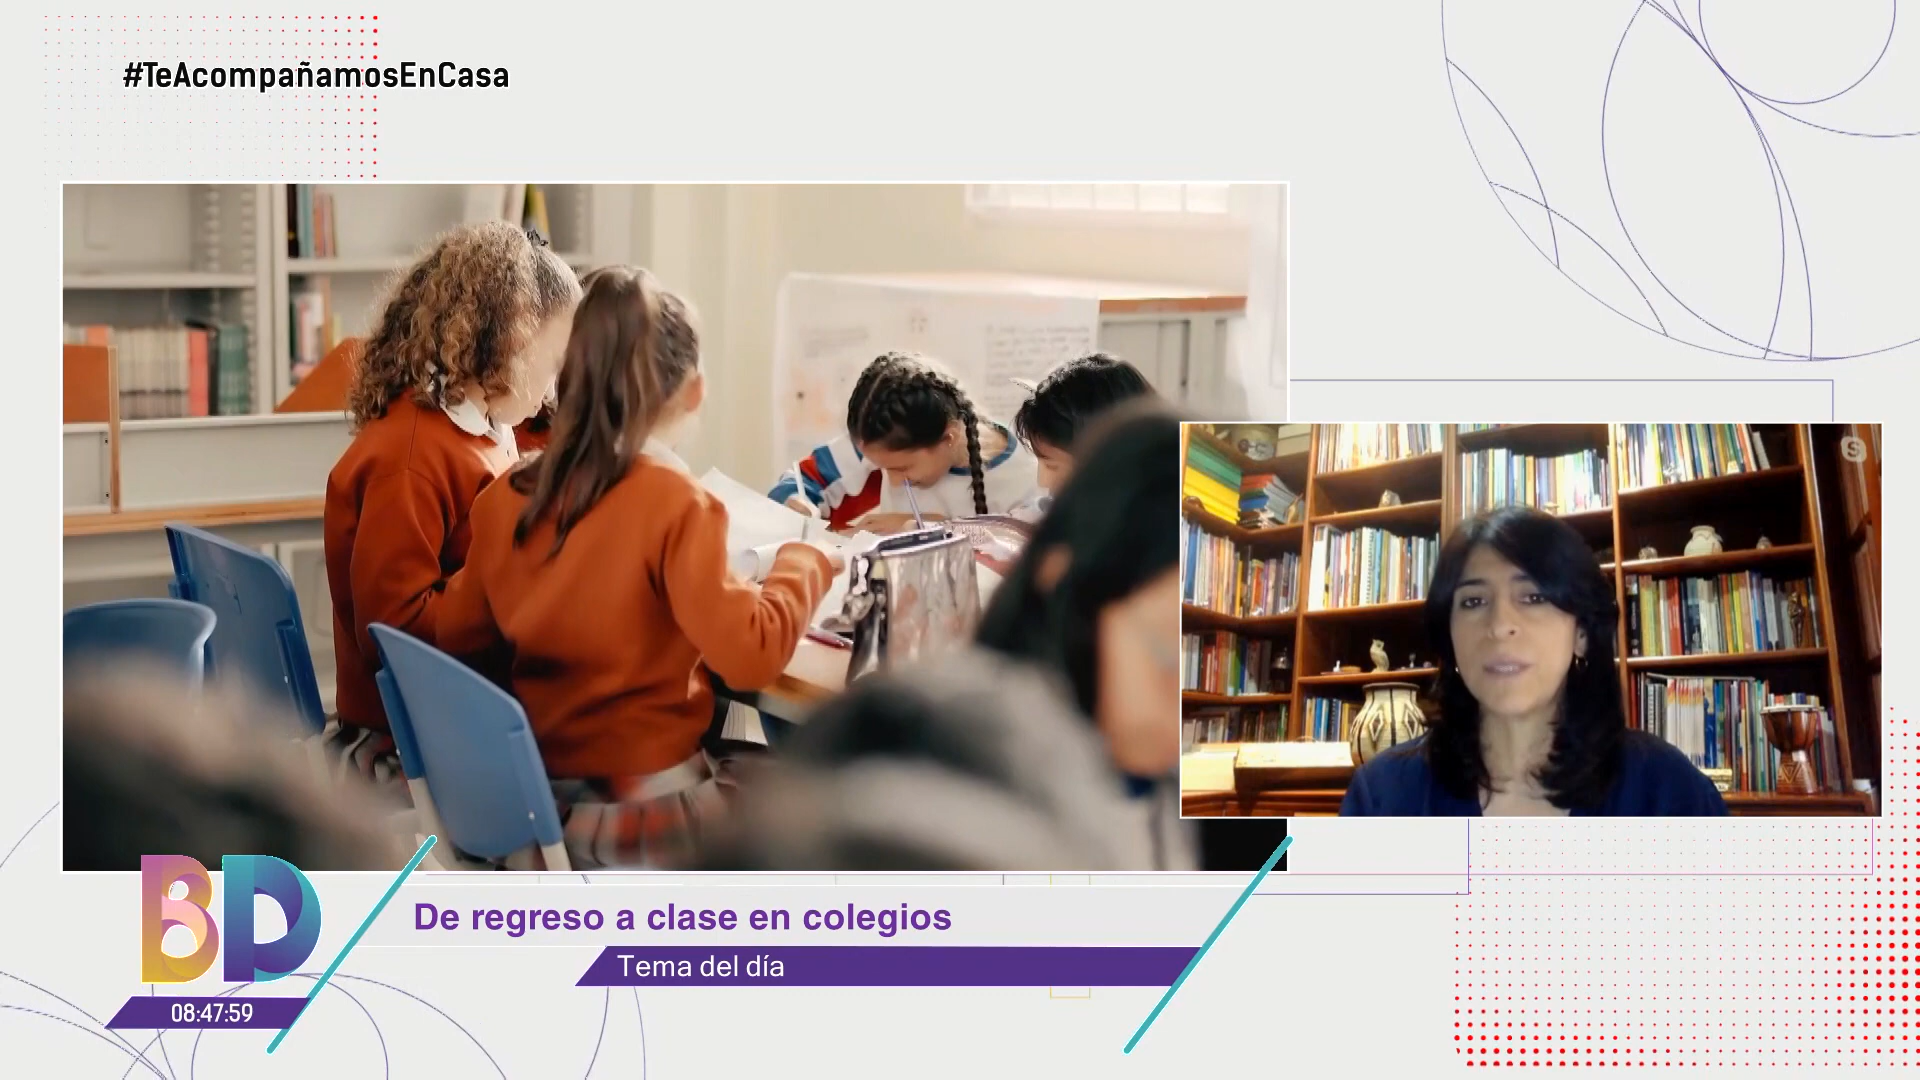 #TeAcompañamosEnCasa
S
De regreso a clase en colegios
Tema del día
BD
08:47:59